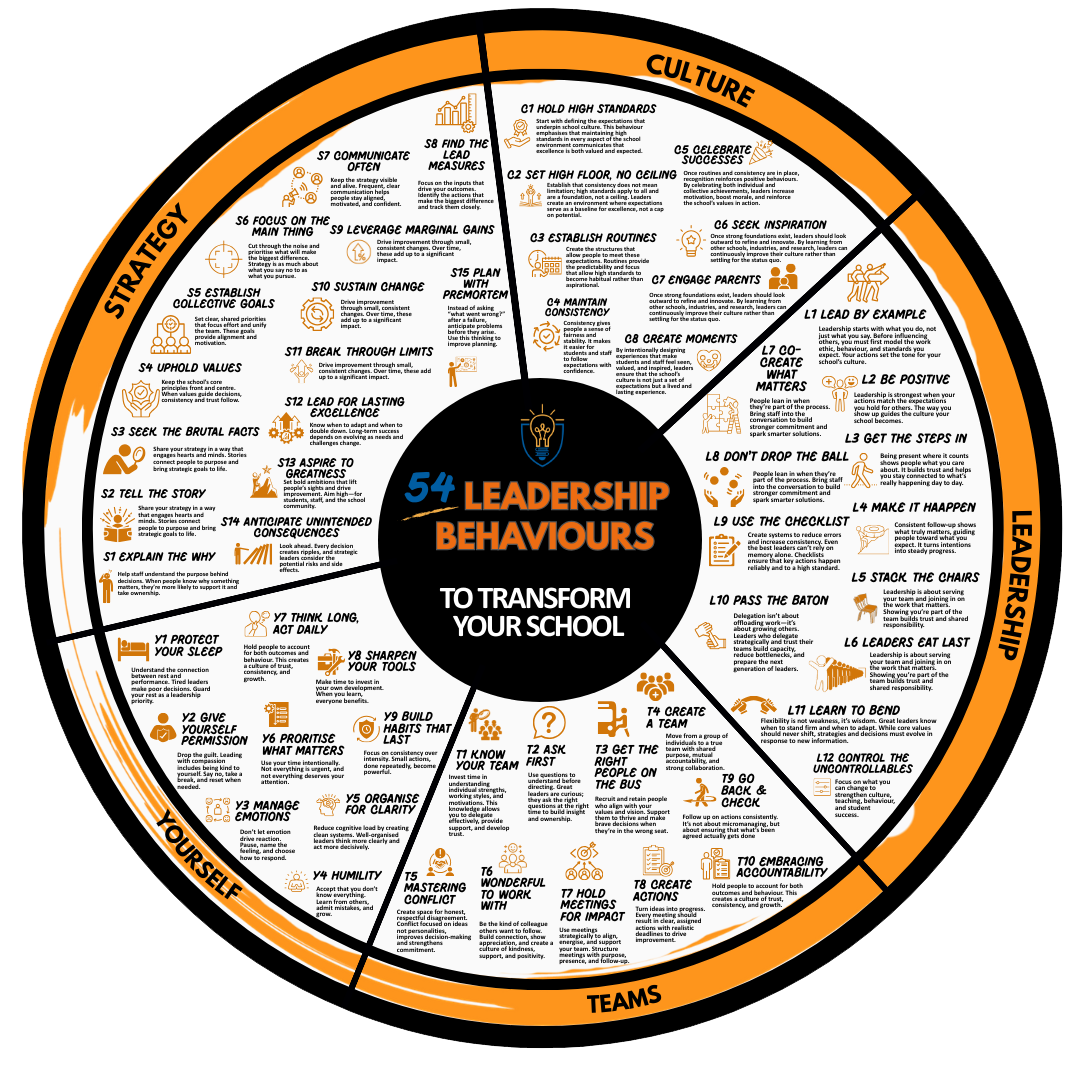 CULTURE
C1 HOLD HIGH STANDARDS
Start with defining the expectations that
underpin school culture. This behaviour
emphasises that maintaining high
standards in every aspect of the school
environment communicates that
excellence is both valued and expected.
C2 SET HIGH FLOOR, NO CEILING
Establish that consistency does not mean
limitation; high standards apply to all and
are a foundation, not a ceiling. Leaders
create an environment where expectations
serve as a baseline for excellence, not a cap
on potential.
C3 ESTABLISH ROUTINES
Create the structures that
allow people to meet these
expectations. Routines provide
the predictability and focus
that allow high standards to
become habitual rather than
aspirational.
C4 MAINTAIN
CONSISTENCY
Consistency gives
people a sense of
fairness and
stability. It makes
it easier for
students and staff
to follow
expectations with
confidence.
C5 CELEBRATE
SUCCESSES
Once routines and consistency are in place,
recognition reinforces positive behaviours.
By celebrating both individual and
collective achievements, leaders increase
motivation, boost morale, and reinforce
the school's values in action.
C6 SEEK INSPIRATION
Once strong foundations exist, leaders should look
outward to refine and innovate. By learning from
other schools, industries, and research, leaders can
continuously improve their culture rather than
settling for the status quo.
C7 ENGAGE PARENTS
Once strong foundations exist, leaders should look
outward to refine and innovate. By learning from
other schools, industries, and research, leaders can
continuously improve their culture rather than
settling for the status quo.
C8 CREATE MOMENTS
By intentionally designing
experiences that make
students and staff feel seen,
valued, and inspired, leaders
ensure that the school's
culture is not just a set of
expectations but a lived and
lasting experience.
LEADERSHIP
L1 LEAD BY EXAMPLE
Leadership starts with what you do, not
just what you say. Before influencing
others, you must first model the work
ethic, behaviour, and standards you
expect. Your actions set the tone for your
school's culture.
L2 BE POSITIVE
Leadership is strongest when your
actions match the expectations
you hold for others. The way you
show up guides the culture your
school becomes.
L3 GET THE STEPS IN
Being present where it counts
shows people what you care
about. It builds trust and helps
you stay connected to what's
really happening day to day.
L4 MAKE IT HAAPPEN
Consistent follow-up shows
what truly matters, guiding
people toward what you
expect. It turns intentions
into steady progress.
L5 STACK THE CHAIRS
Leadership is about serving
your team and joining in on
the work that matters.
Showing you're part of the
team builds trust and shared
responsibility.
L6 LEADERS EAT LAST
Leadership is about serving
your team and joining in on
the work that matters.
Showing you're part of the
team builds trust and
shared responsibility.
L7 CO-
CREATE
WHAT
MATTERS
People lean in when
they're part of the process.
Bring staff into the
conversation to build
stronger commitment and
spark smarter solutions.
L8 DON'T DROP THE BALL
People lean in when they're
part of the process. Bring staff
into the conversation to build
stronger commitment and
spark smarter solutions.
L9 USE THE CHECKLIST
Create systems to reduce errors
and increase consistency. Even
the best leaders can't rely on
memory alone. Checklists
ensure that key actions happen
reliably and to a high standard.
L10 PASS THE BATON
Delegation isn't about
offloading work—it's
about growing others.
Leaders who delegate
strategically and trust their
teams build capacity,
reduce bottlenecks, and
prepare the next
generation of leaders.
L11 LEARN TO BEND
Flexibility is not weakness, it's wisdom. Great leaders know
when to stand firm and when to adapt. While core values
should never shift, strategies and decisions must evolve in
response to new information.
L12 CONTROL THE
UNCONTROLLABLES
Focus on what you
can change to
strengthen culture,
teaching, behaviour,
and student
success.
TEAMS
T1 KNOW
YOUR TEAM
Invest time in
understanding
individual strengths,
working styles, and
motivations. This
knowledge allows
you to delegate
effectively, provide
support, and develop
trust.
T2 ASK
FIRST
Use questions to
understand before
directing. Great
leaders are curious;
they ask the right
questions at the right
time to build insight
and ownership.
T3 GET THE
RIGHT
PEOPLE ON
THE BUS
Recruit and retain people
who align with your
values and vision. Support
them to thrive and make
brave decisions when
they're in the wrong seat.
T4 CREATE
A TEAM
Move from a group of
individuals to a true
team with shared
purpose, mutual
accountability, and
strong collaboration.
T5
MASTERING
CONFLICT
Create space for honest,
respectful disagreement.
Conflict focused on ideas
not personalities,
improves decision-making
and strengthens
commitment.
T6
WONDERFUL
TO WORK
WITH
Be the kind of colleague
others want to follow.
Build connection, show
appreciation, and create a
culture of kindness,
support, and positivity.
T7 HOLD
MEETINGS
FOR IMPACT
Use meetings
strategically to align,
energise, and support
your team. Structure
meetings with purpose,
presence, and follow-up.
T8 CREATE
ACTIONS
Turn ideas into progress.
Every meeting should
result in clear, assigned
actions with realistic
deadlines to drive
improvement.
T9 GO
BACK &
CHECK
Follow up on actions consistently.
It's not about micromanaging, but
about ensuring that what's been
agreed actually gets done
T10 EMBRACING
ACCOUNTABILITY
Hold people to account for both
outcomes and behaviour. This
creates a culture of trust,
consistency, and growth.
YOURSELF
Y1 PROTECT
YOUR SLEEP
Understand the connection
between rest and
performance. Tired leaders
make poor decisions. Guard
your rest as a leadership
priority.
Y2 GIVE
YOURSELF
PERMISSION
Drop the guilt. Leading
with compassion
includes being kind to
yourself. Say no, take a
break, and reset when
needed.
Y3 MANAGE
EMOTIONS
Don't let emotion
drive reaction.
Pause, name the
feeling, and choose
how to respond.
Y4 HUMILITY
Accept that you don't
know everything.
Learn from others,
admit mistakes, and
grow.
Y5 ORGANISE
FOR CLARITY
Reduce cognitive load by creating
clean systems. Well-organised
leaders think more clearly and
act more decisively.
Y6 PRORITISE
WHAT MATTERS
Use your time intentionally.
Not everything is urgent, and
not everything deserves your
attention.
Y7 THINK LONG,
ACT DAILY
Hold people to account
for both outcomes and
behaviour. This creates
a culture of trust,
consistency, and
growth.
Y8 SHARPEN
YOUR TOOLS
Make time to invest in
your own development.
When you learn,
everyone benefits.
Y9 BUILD
HABITS THAT
LAST
Focus on consistency over
intensity. Small actions,
done repeatedly, become
powerful.
STRATEGY
S1 EXPLAIN THE WHY
Help staff understand the purpose behind
decisions. When people know why something
matters, they're more likely to support it and
take ownership.
S2 TELL THE STORY
Share your strategy in a way
that engages hearts and
minds. Stories connect
people to purpose and bring
strategic goals to life.
S3 SEEK THE BRUTAL FACTS
Share your strategy in a way that
engages hearts and minds. Stories
connect people to purpose and
bring strategic goals to life.
S4 UPHOLD VALUES
Keep the school's core
principles front and centre.
When values guide decisions,
consistency and trust follow.
S5 ESTABLISH
COLLECTIVE GOALS
Set clear, shared priorities
that focus effort and unify
the team. These goals
provide alignment and
motivation.
S6 FOCUS ON THE
MAIN THING
Cut through the noise and
prioritise what will make
the biggest difference.
Strategy is as much about
what you say no to as
what you pursue.
S7 COMMUNICATE
OFTEN
Keep the strategy visible
and alive. Frequent, clear
communication helps
people stay aligned,
motivated, and confident.
S8 FIND THE
LEAD
MEASURES
Focus on the inputs that
drive your outcomes.
Identify the actions that
make the biggest difference
and track them closely.
S9 LEVERAGE MARGINAL GAINS
Drive improvement through small,
consistent changes. Over time,
these add up to a significant
impact.
S10 SUSTAIN CHANGE
Drive improvement
through small, consistent
changes. Over time, these
add up to a significant
impact.
S11 BREAK THROUGH LIMITS
Drive improvement through small,
consistent changes. Over time, these add
up to a significant impact.
S12 LEAD FOR LASTING
EXCELLENCE
Know when to adapt and when to
double down. Long-term success
depends on evolving as needs and
challenges change.
S13 ASPIRE TO
GREATNESS
Set bold ambitions that lift
people's sights and drive
improvement. Aim high—for
students, staff, and the school
community.
S14 ANTICIPATE UNINTENDED
CONSEQUENCES
Look ahead. Every decision
creates ripples, and strategic
leaders consider the
potential risks and side
effects.
S15 PLAN
WITH
PREMORTEM
Instead of asking
"what went wrong?"
after a failure,
anticipate problems
before they arise.
Use this thinking to
improve planning.
54 LEADERSHIP
BEHAVIOURS
TO TRANSFORM
YOUR SCHOOL